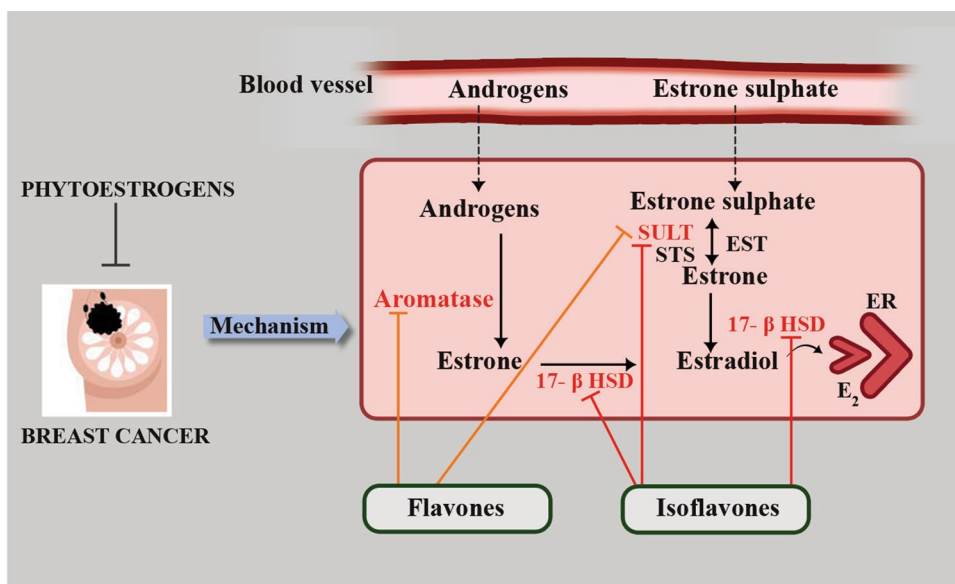 Blood vessel
Androgens
Estrone sulphate
PHYTOESTROGENS
BREAST CANCER
Mechanism
Androgens
Estrone sulphate
SULT
STS
EST
Estrone
Aromatase
Estrone
17- β HSD
17- β HSD
Estradiol
ER
E₂
Flavones
Isoflavones